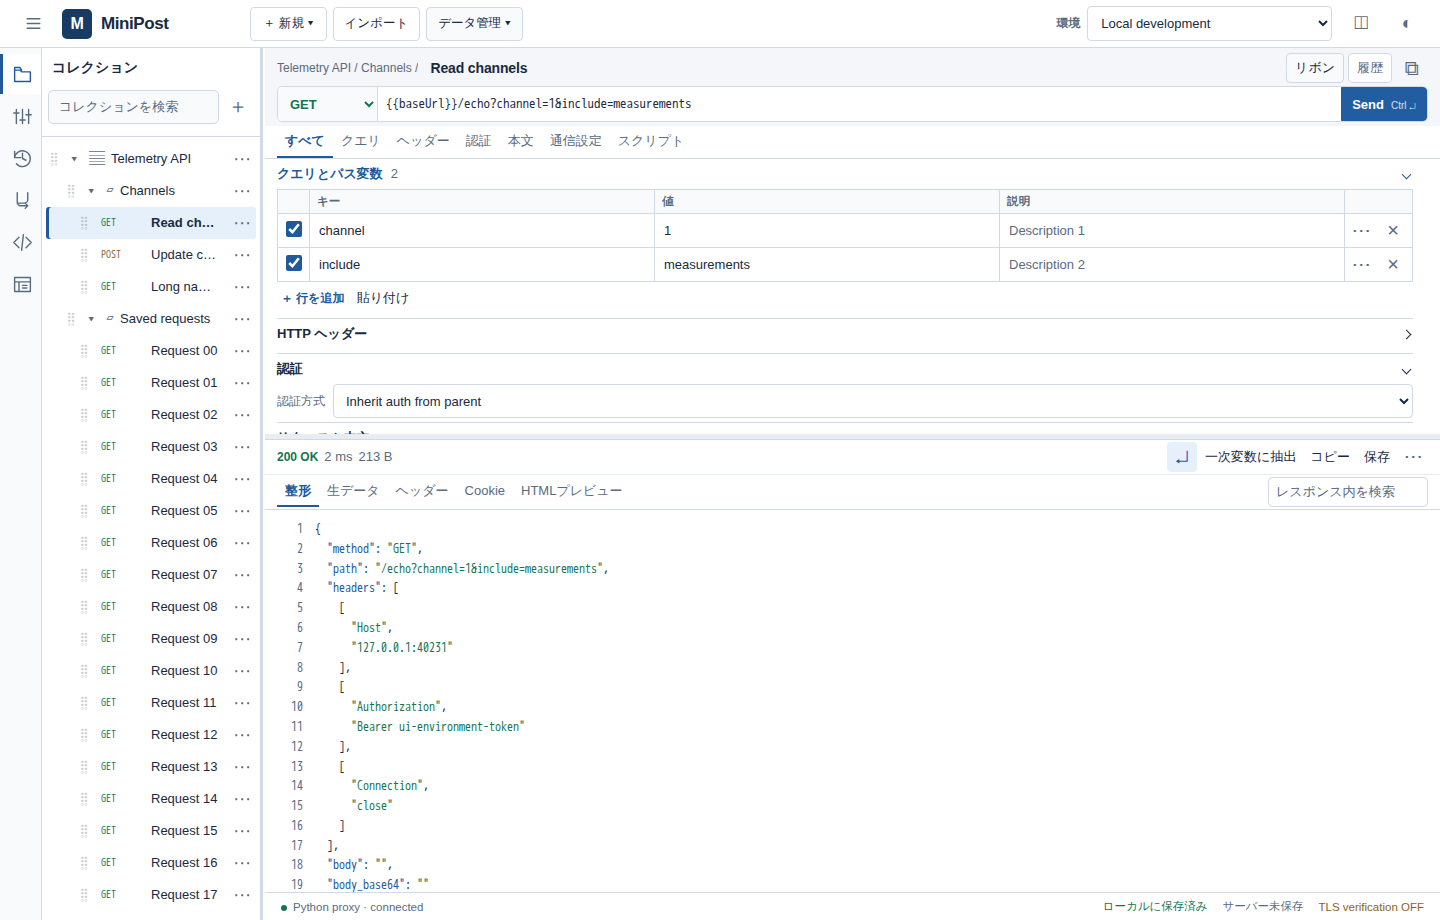 M MiniPost
＋ 新規 ▾ インポート データ管理 ▾
環境 Local development
コレクション
コレクションを検索 +
Telemetry API ···
Channels ···
GET Read ch... ···
POST Update c... ···
GET Long na... ···
Saved requests ···
GET Request 00 ···
GET Request 01 ···
GET Request 02 ···
GET Request 03 ···
GET Request 04 ···
GET Request 05 ···
GET Request 06 ···
GET Request 07 ···
GET Request 08 ···
GET Request 09 ···
GET Request 10 ···
GET Request 11 ···
GET Request 12 ···
GET Request 13 ···
GET Request 14 ···
GET Request 15 ···
GET Request 16 ···
GET Request 17 ···
Telemetry API / Channels / Read channels
リボン 履歴
GET {{baseUrl}}/echo?channel=1&include=measurements Send Ctrl ↵
すべて クエリ ヘッダー 認証 本文 通信設定 スクリプト
クエリとパス変数 2
キー 値 説明
channel 1 Description 1 ··· ×
include measurements Description 2 ··· ×
+ 行を追加 貼り付け
HTTP ヘッダー
認証
認証方式 Inherit auth from parent
200 OK 2 ms 213 B
一次変数に抽出 コピー 保存 ···
整形 生データ ヘッダー Cookie HTMLプレビュー レスポンス内を検索
1 {
2 "method": "GET",
3 "path": "/echo?channel=1&include=measurements",
4 "headers": [
5 [
6 "Host",
7 "127.0.0.1:40231"
8 ],
9 [
10 "Authorization",
11 "Bearer ui-environment-token"
12 ],
13 [
14 "Connection",
15 "close"
16 ]
17 ],
18 "body": "",
19 "body_base64": ""
Python proxy · connected
ローカルに保存済み サーバー未保存 TLS verification OFF